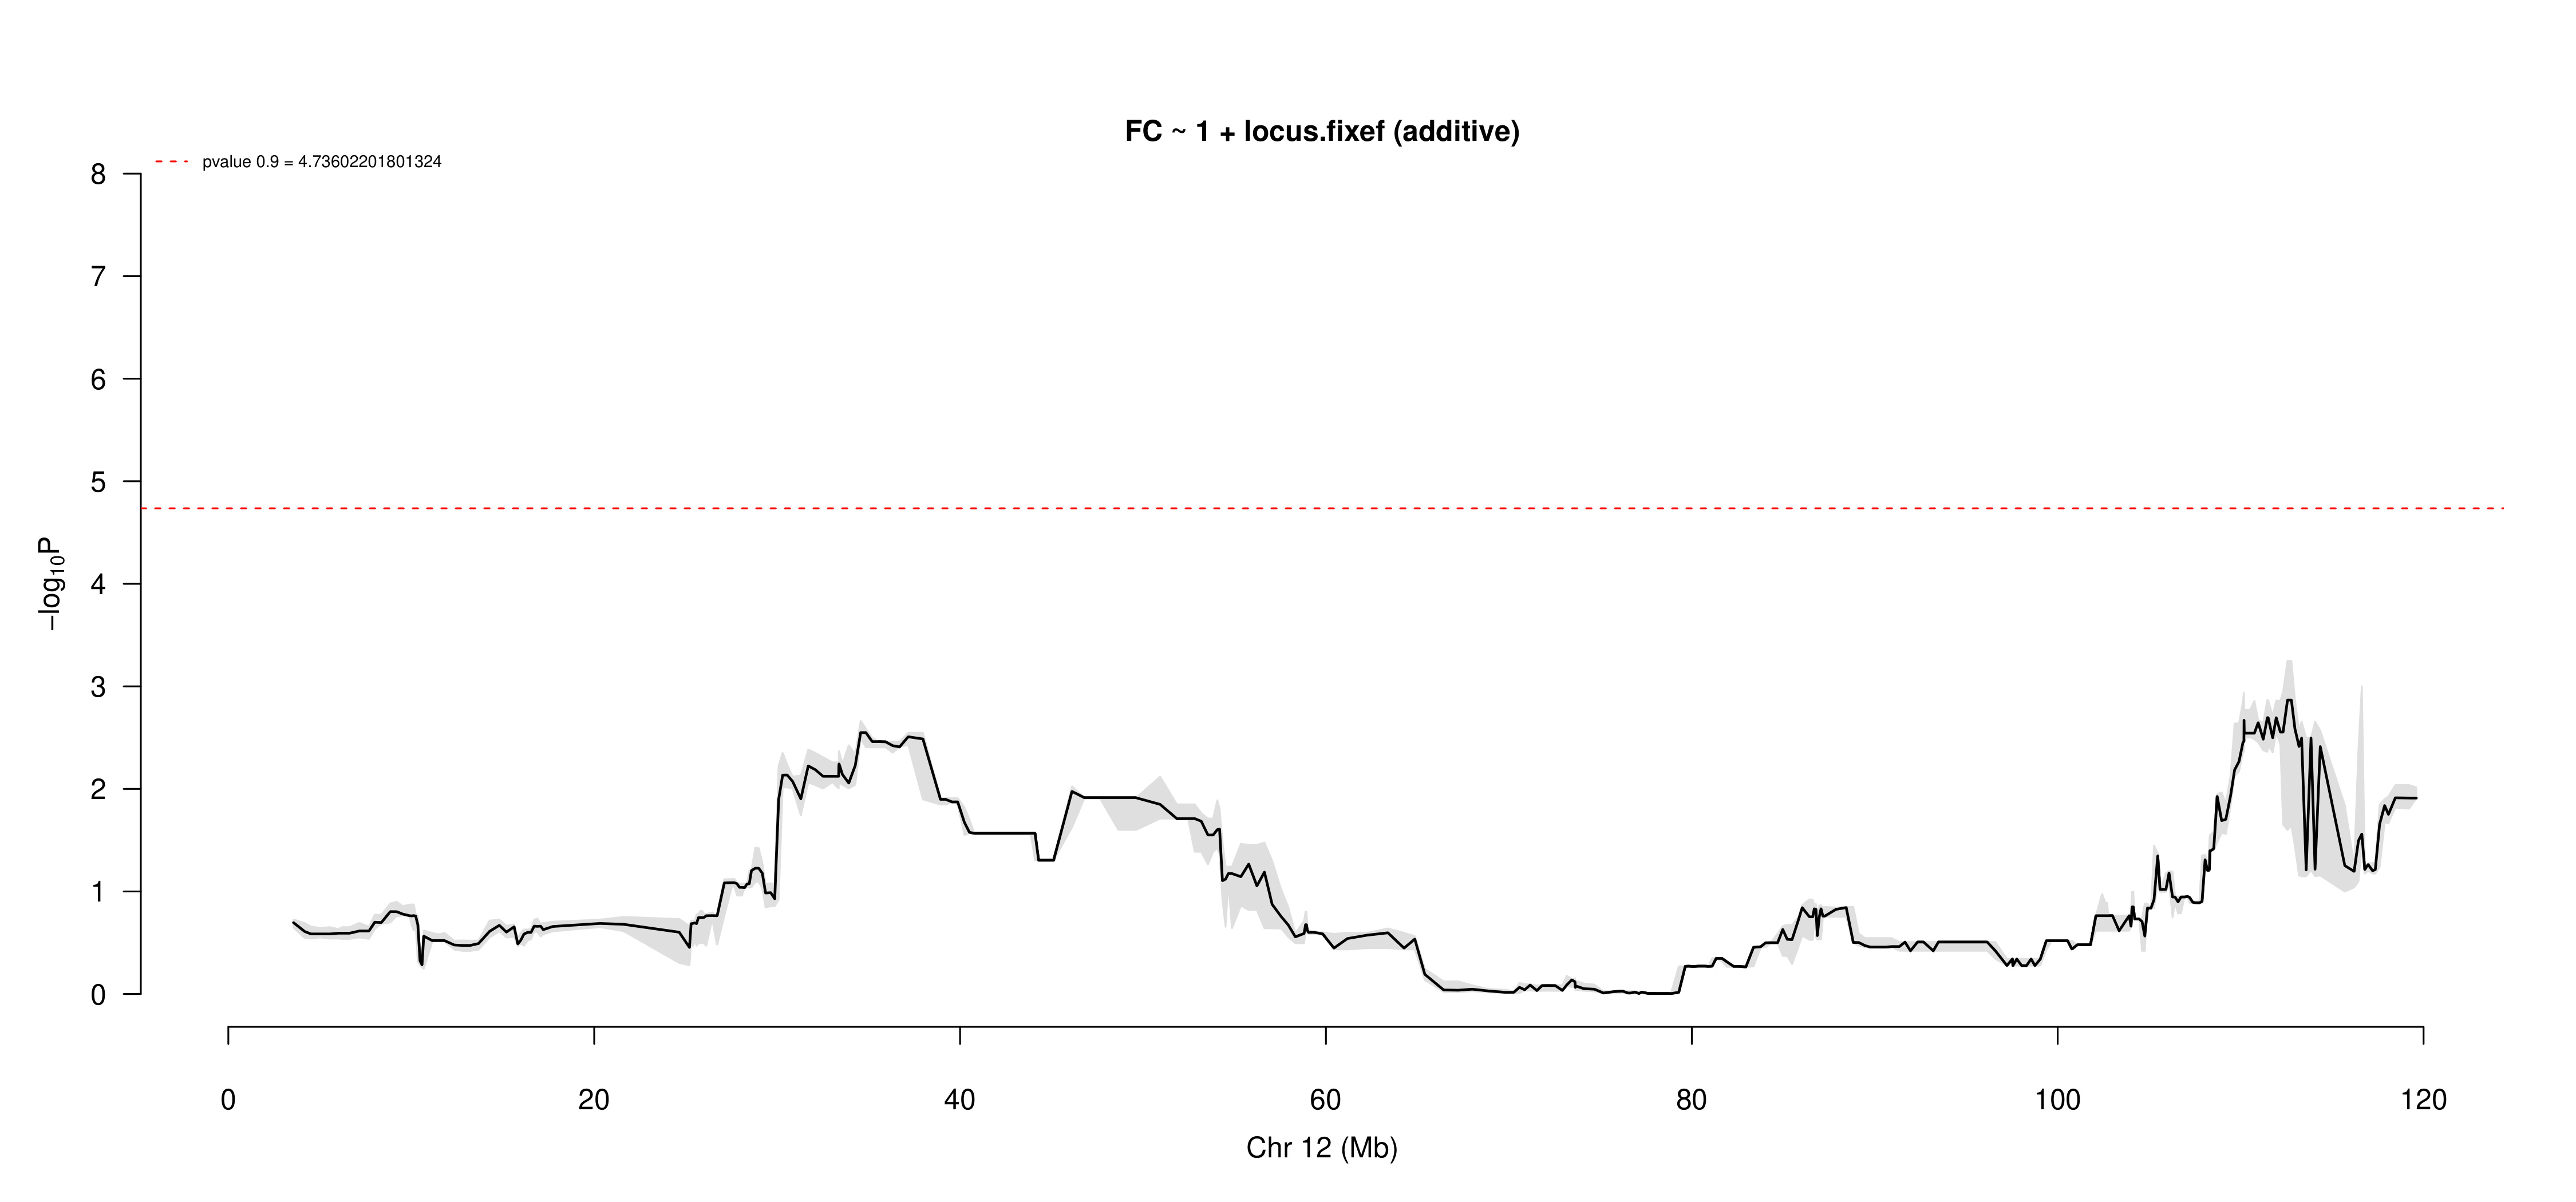 FC ~ 1 + locus.fixef (additive)
pvalue 0.9 = 4.73602201801324
8
7
6
5
4
3
2
1
0
−log10P
0 20 40 60 80 100 120
Chr 12 (Mb)